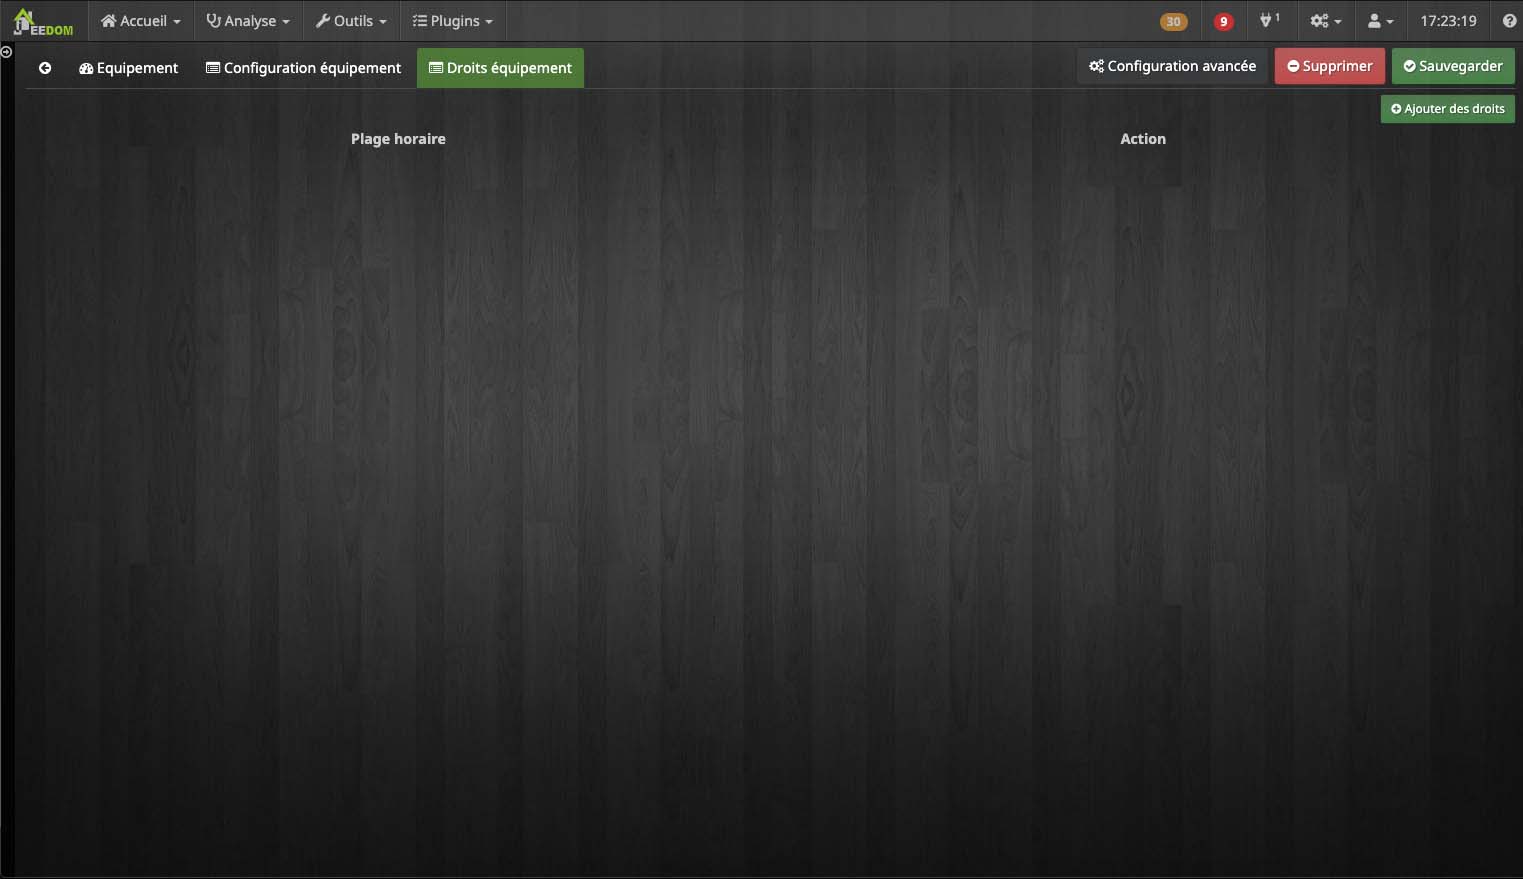 JEEDOM Accueil Analyse Outils Plugins 30 9 1 17:23:19
Equipement Configuration équipement Droits équipement Configuration avancée Supprimer Sauvegarder
Ajouter des droits
Plage horaire Action